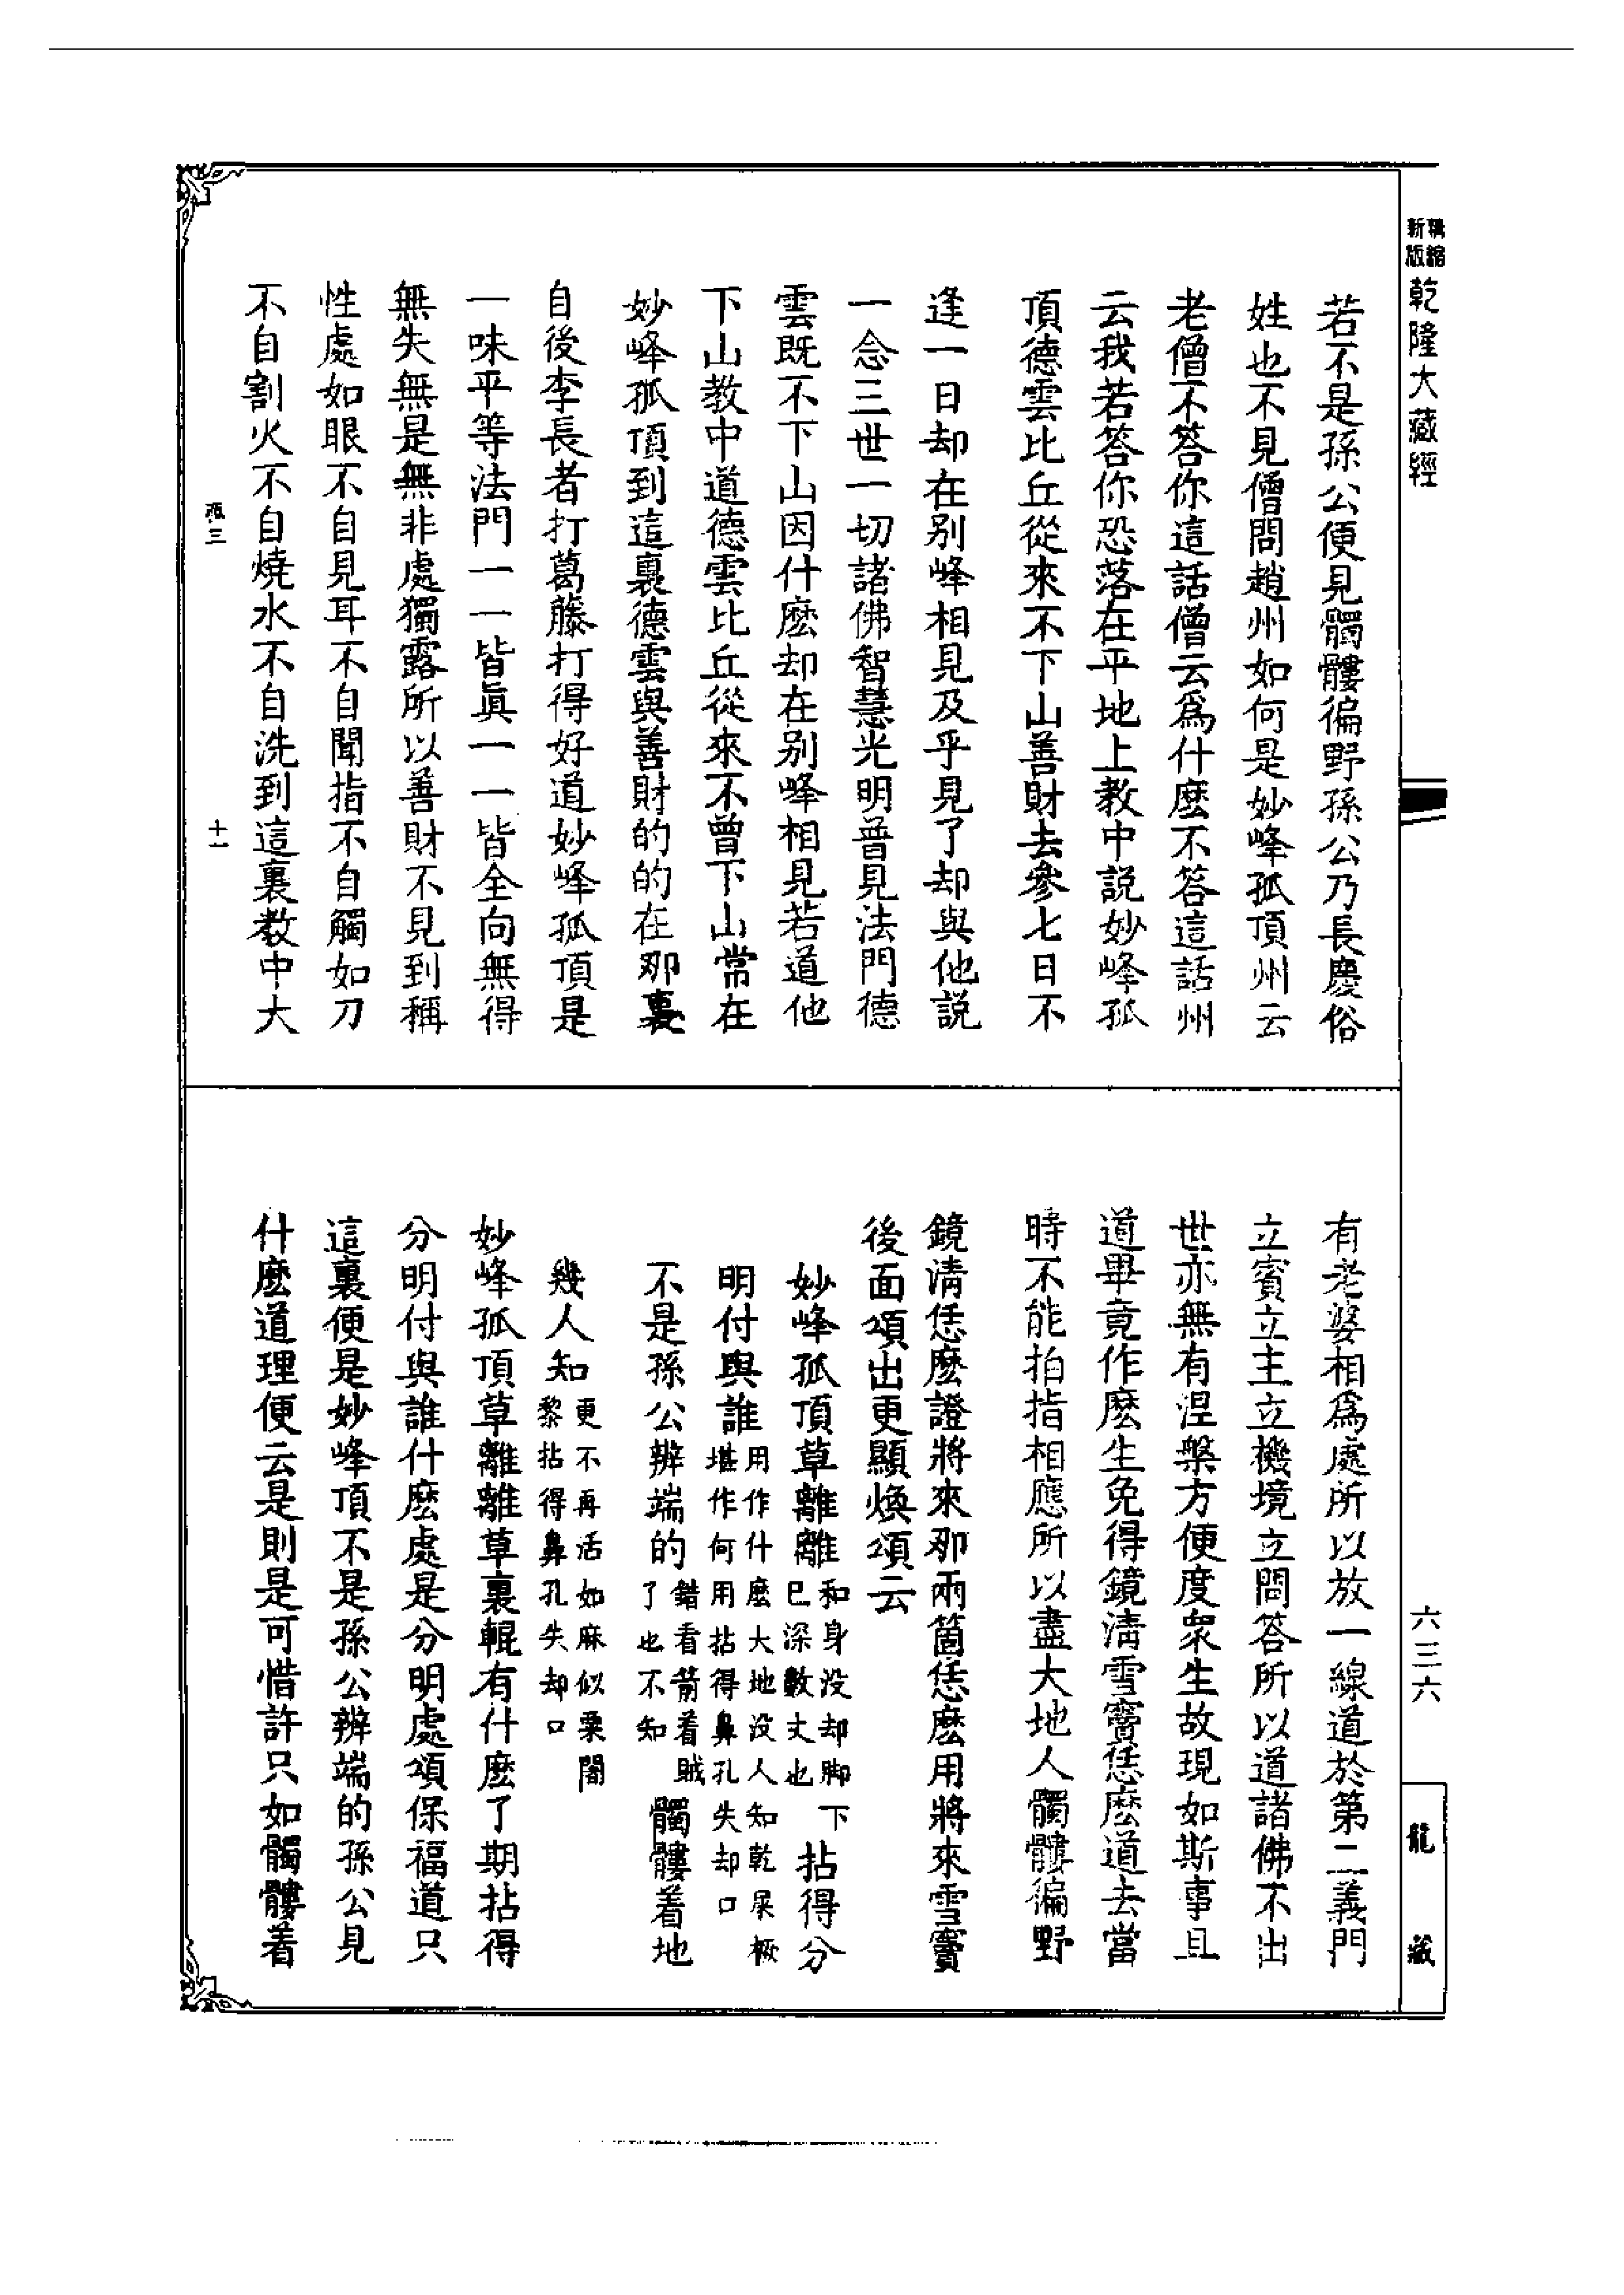 精縮新版乾隆大藏經
若不是孫公便見髑髏徧野孫公乃長慶俗
姓也不見僧問趙州如何是妙峰孤頂州云
老僧不答你這話僧云爲什麼不答這話州
云我若答你恐落在平地上教中説妙峰孤
頂德雲比丘從來不下山善財去參七日不
逢一日却在别峰相見及乎見了却與他説
一念三世一切諸佛智慧光明普見法門德
雲既不下山因什麼却在别峰相見若道他
下山教中道德雲比丘從來不曾下山常在
妙峰孤頂到這裏德雲與善財的的在那裏
自後李長者打葛藤打得好道妙峰孤頂是
一味平等法門一一皆眞一一皆全向無得
無失無是無非處獨露所以善財不見到稱
性處如眼不自見耳不自聞指不自觸如刀
不自割火不自燒水不自洗到這裏教中大
三
十一
有老婆相爲處所以放一線道於第二義門
立賓立主立機境立問答所以道諸佛不出
世亦無有涅槃方便度衆生故現如斯事且
道畢竟作麼生免得鏡淸雪竇恁麼道去當
時不能拍指相應所以盡大地人髑髏徧野
鏡淸恁麼證將來那兩箇恁麼用將來雪竇
後面頌出更顯煥頌云
妙峰孤頂草離離和身没却脚下巳深數丈也拈得分
明付與誰用作什麼大地没人知乾屎橛堪作何用拈得鼻孔失却口
不是孫公辨端的錯看箭着賊了也不知髑髏着地
幾人知更不再活如麻似粟闍黎拈得鼻孔失却口
妙峰孤頂草離離草裏輥有什麼了期拈得
分明付與誰什麼處是分明處頌保福道只
這裏便是妙峰頂不是孫公辨端的孫公見
什麼道理便云是則是可惜許只如髑髏着
六三六
龍藏